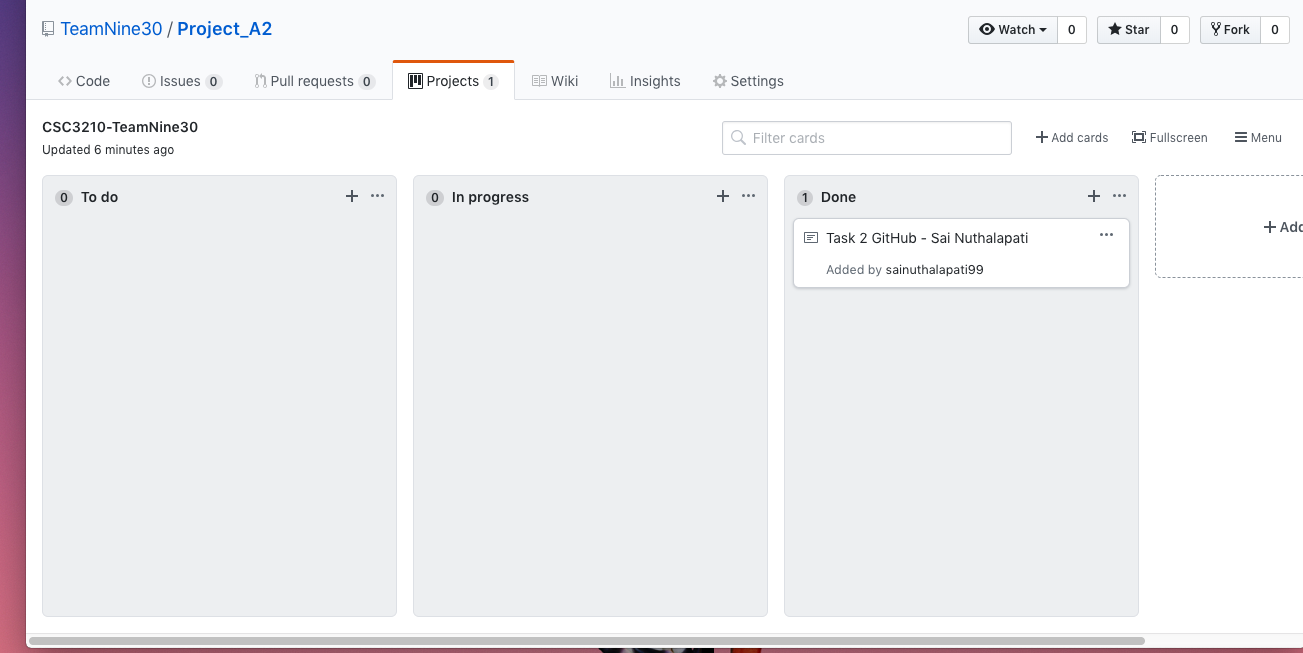 TeamNine30 / Project_A2
Watch 0 Star 0 Fork 0
Code Issues 0 Pull requests 0 Projects 1 Wiki Insights Settings
CSC3210-TeamNine30
Updated 6 minutes ago
Filter cards
Add cards Fullscreen Menu
0 To do
0 In progress
1 Done
Task 2 GitHub - Sai Nuthalapati
Added by sainuthalapati99
+ Add